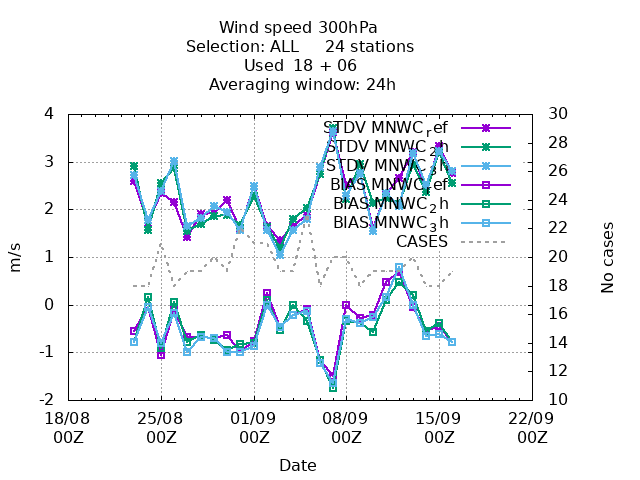 Wind speed 300hPa
Selection: ALL 24 stations
Used 18 + 06
Averaging window: 24h
4
3
2
1
0
-1
-2
m/s
30
28
26
24
22
20
18
16
14
12
10
No cases
STDV MNWC_ref
STDV MNWC_2h
STDV MNWC_3h
BIAS MNWC_ref
BIAS MNWC_2h
BIAS MNWC_3h
CASES
18/08 25/08 01/09 08/09 15/09 22/09
00Z 00Z 00Z 00Z 00Z 00Z
Date